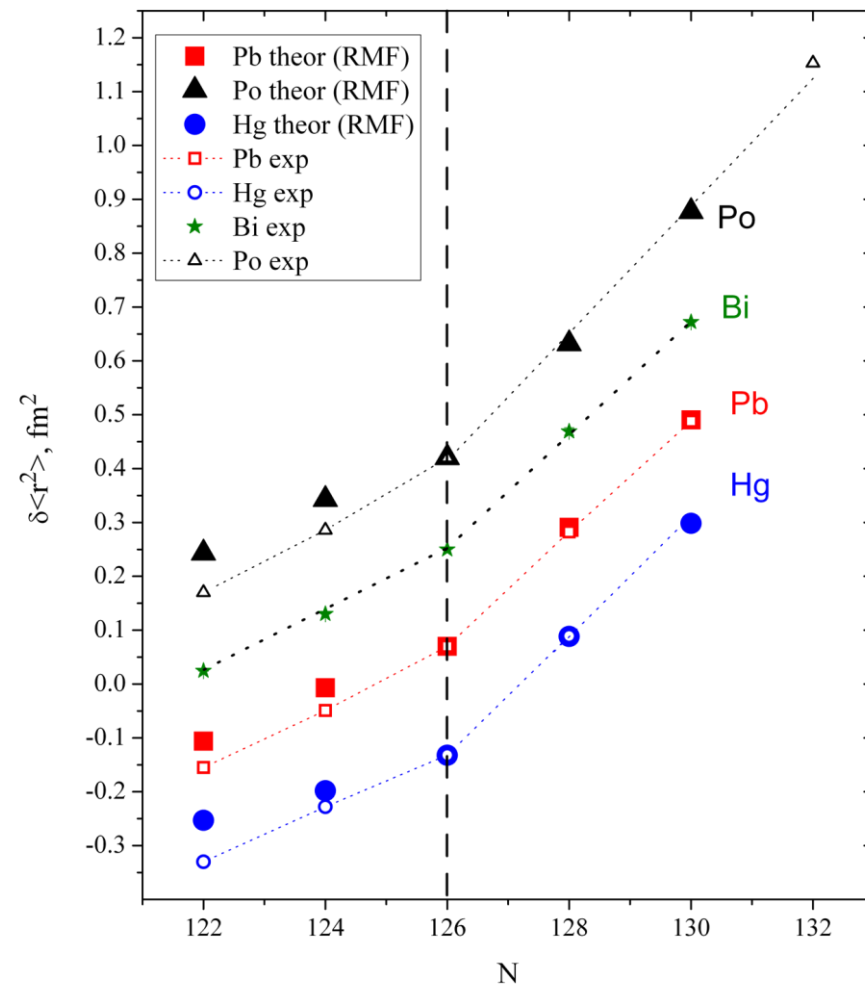 1.2
1.1
1.0
0.9
0.8
0.7
0.6
0.5
0.4
0.3
0.2
0.1
0.0
-0.1
-0.2
-0.3
δ<r²>, fm²
Pb theor (RMF)
Po theor (RMF)
Hg theor (RMF)
Pb exp
Hg exp
Bi exp
Po exp
Po
Bi
Pb
Hg
122 124 126 128 130 132
N